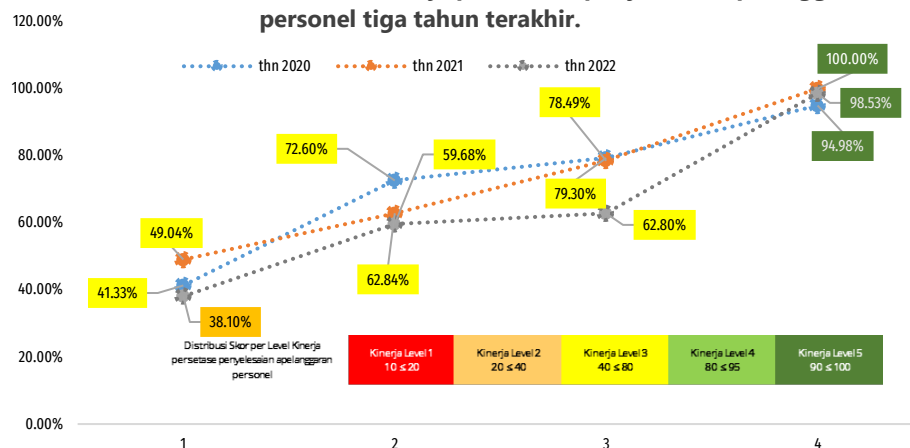 personel tiga tahun terakhir.
120.00%
thn 2020
thn 2021
thn 2022
100.00%
100.00%
78.49%
98.53%
72.60%
59.68%
94.98%
80.00%
79.30%
60.00%
49.04%
62.80%
41.33%
62.84%
40.00%
38.10%
Distribusi Skor per Level Kinerja
persetase penyelesaian apelanggaran
personel
Kinerja Level 1
10 ≤ 20
Kinerja Level 2
20 ≤ 40
Kinerja Level 3
40 ≤ 80
Kinerja Level 4
80 ≤ 95
Kinerja Level 5
90 ≤ 100
20.00%
0.00%
1
2
3
4